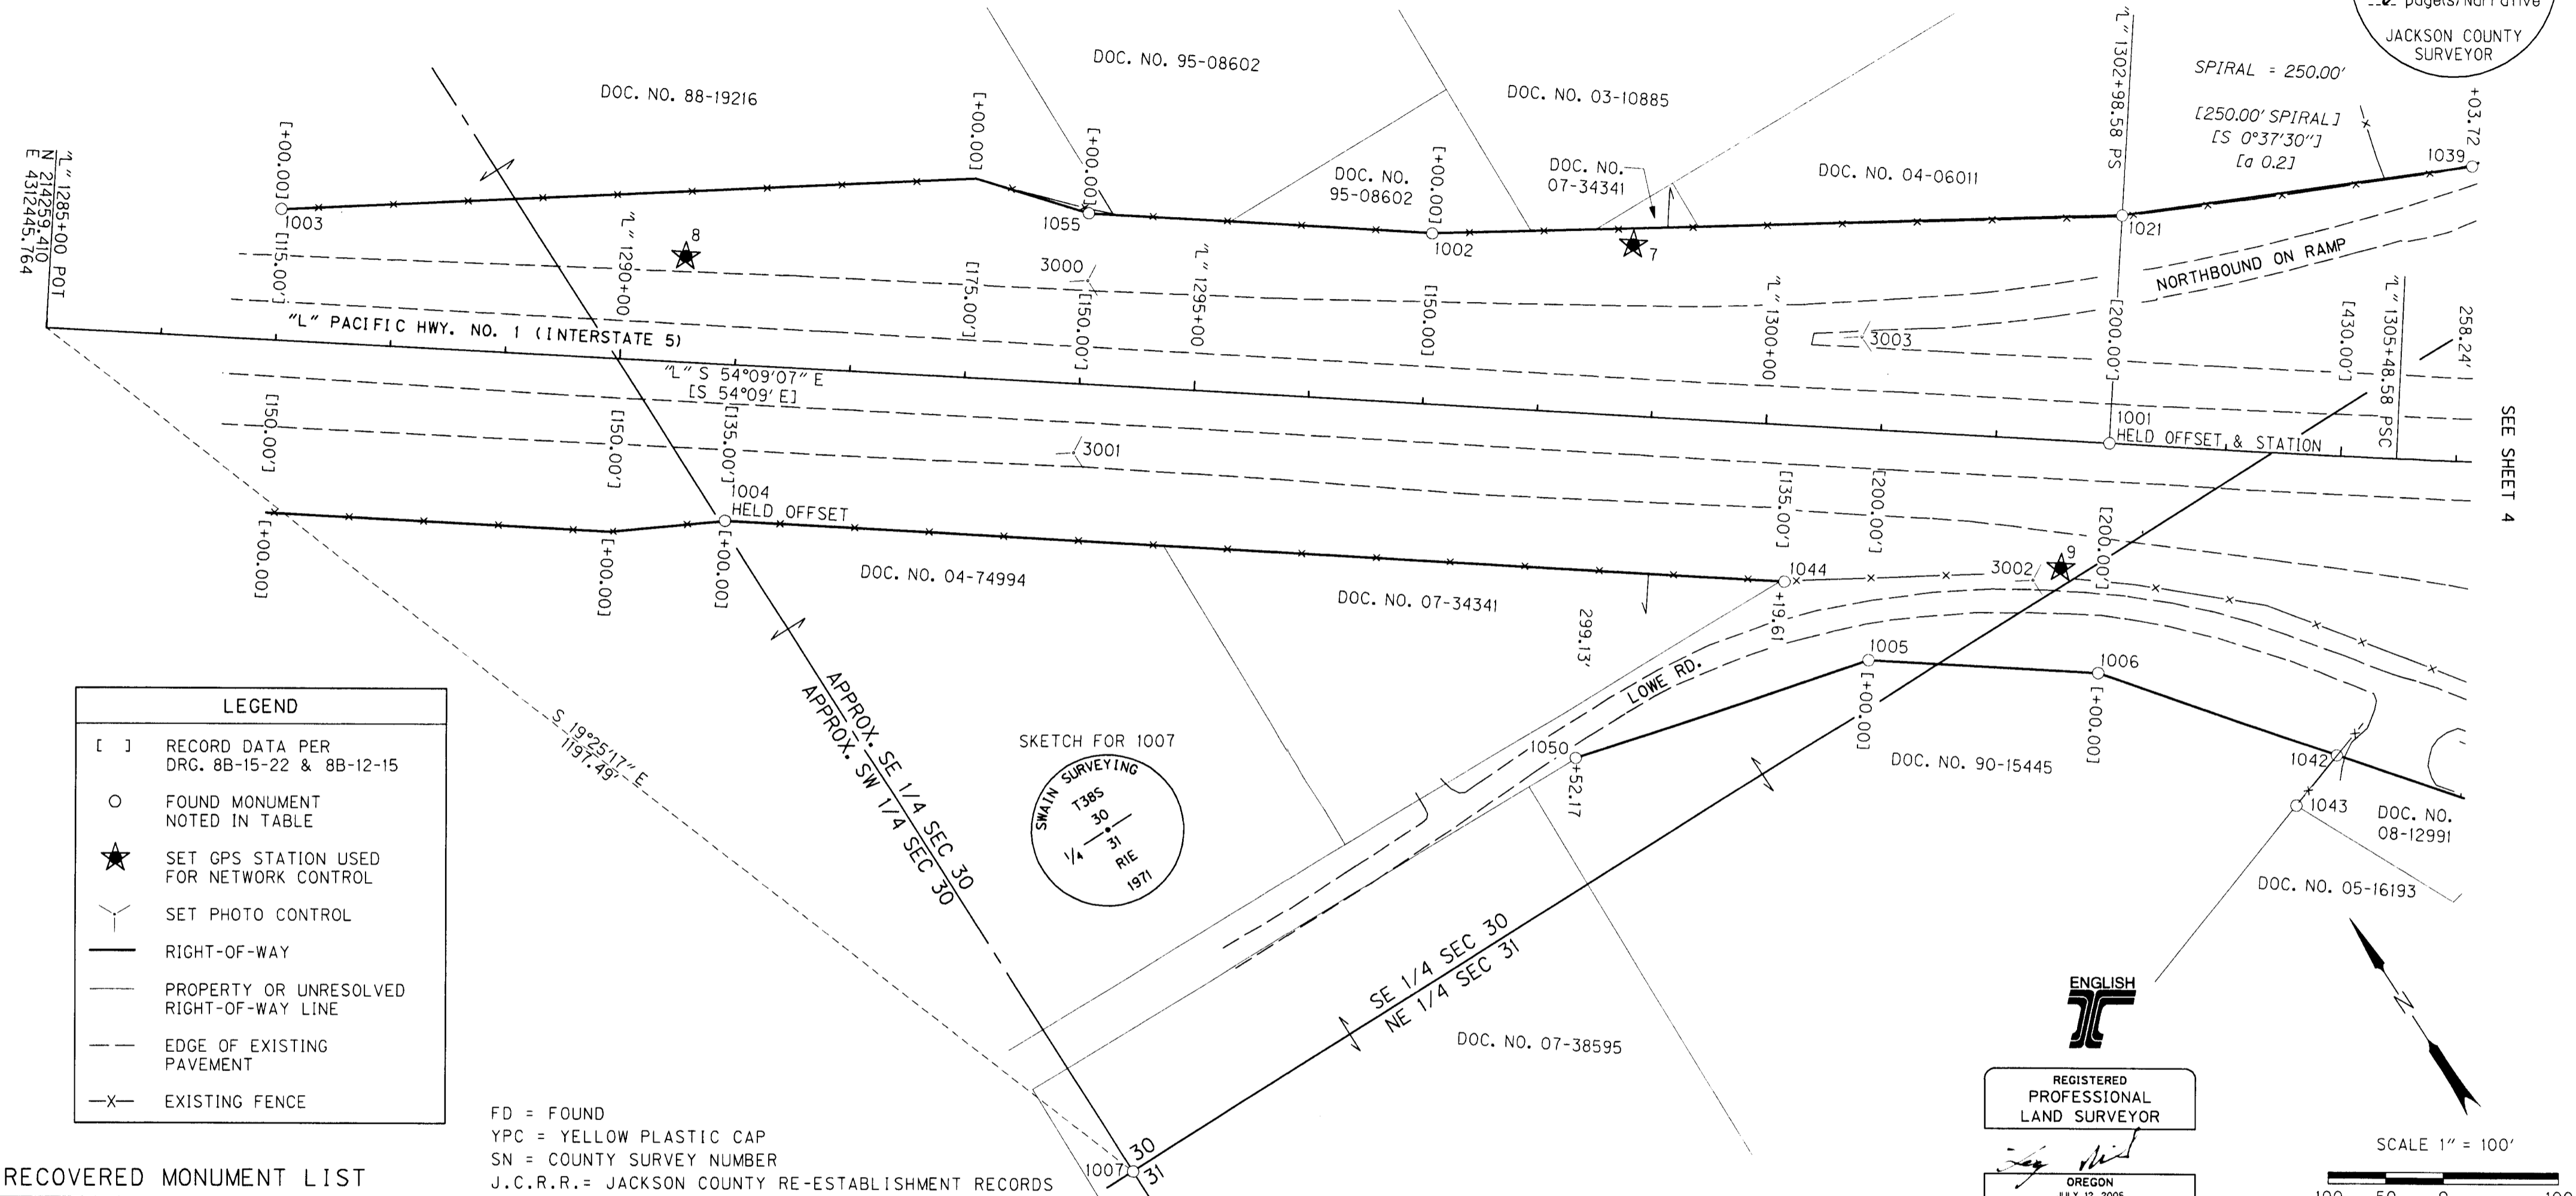 page(s/Narrative
JACKSON COUNTY
SURVEYOR
DOC. NO. 88-19216
DOC. NO. 95-08602
DOC. NO. 03-10885
DOC. NO.
95-08602
DOC. NO.
07-34341
DOC. NO. 04-06011
"L" 1302+98.58 PS
SPIRAL = 250.00'
[250.00' SPIRAL]
[S 0°37'30"]
[a 0.2]
+03.72
1039
[+00.00]
[+00.00]
[+00.00]
[+00.00]
"L" 1285+00 POT
N 214259.410
E 4312445.764
1003
[115.00']
8
"L" 1290+00
1055
3000
[175.00']
[150.00']
"L" 1295+00
1002
[150.00']
7
"L" 1300+00
3003
1021
NORTHBOUND ON RAMP
[200.00']
[430.00']
"L" 1305+48.58 PSC
258.24'
"L" PACIFIC HWY. NO. 1 (INTERSTATE 5)
"L" S 54°09'07" E
[S 54°09' E]
1001
HELD OFFSET & STATION
SEE SHEET 4
[150.00']
[150.00']
[135.00']
3001
1004
HELD OFFSET
[135.00']
[200.00']
[200.00']
9
3002
1044
[+00.00]
[+00.00]
[+00.00]
DOC. NO. 04-74994
DOC. NO. 07-34341
299.13'
+19.61
LOWE RD.
1005
1006
[+00.00]
[+00.00]
1050
+52.17
DOC. NO. 90-15445
1042
1043
DOC. NO.
08-12991
DOC. NO. 05-16193
APPROX. SE 1/4 SEC 30
APPROX. SW 1/4 SEC 30
S 19°25'17" E
1197.49'
SKETCH FOR 1007
SWAIN SURVEYING
T38S
30
1/4
31
R1E
1971
SE 1/4 SEC 30
NE 1/4 SEC 31
DOC. NO. 07-38595
1007
30
31
LEGEND
[ ] RECORD DATA PER
DRG. 8B-15-22 & 8B-12-15
FOUND MONUMENT
NOTED IN TABLE
SET GPS STATION USED
FOR NETWORK CONTROL
SET PHOTO CONTROL
RIGHT-OF-WAY
PROPERTY OR UNRESOLVED
RIGHT-OF-WAY LINE
EDGE OF EXISTING
PAVEMENT
—X— EXISTING FENCE
FD = FOUND
YPC = YELLOW PLASTIC CAP
SN = COUNTY SURVEY NUMBER
J.C.R.R.= JACKSON COUNTY RE-ESTABLISHMENT RECORDS
RECOVERED MONUMENT LIST
ENGLISH
REGISTERED
PROFESSIONAL
LAND SURVEYOR
OREGON
JULY 12, 2005
N
SCALE 1" = 100'
100 50 0 100